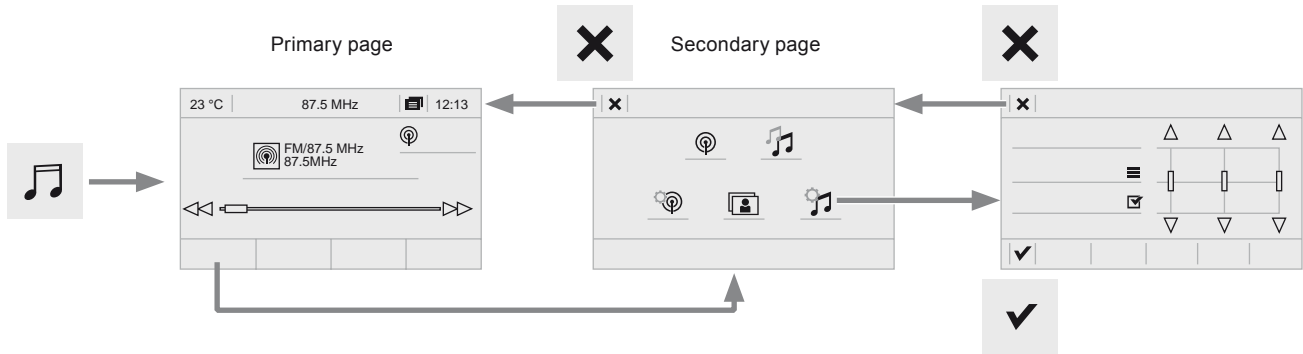 Primary page
Secondary page
23 °C 87.5 MHz 12:13
FM/87.5 MHz
87.5MHz